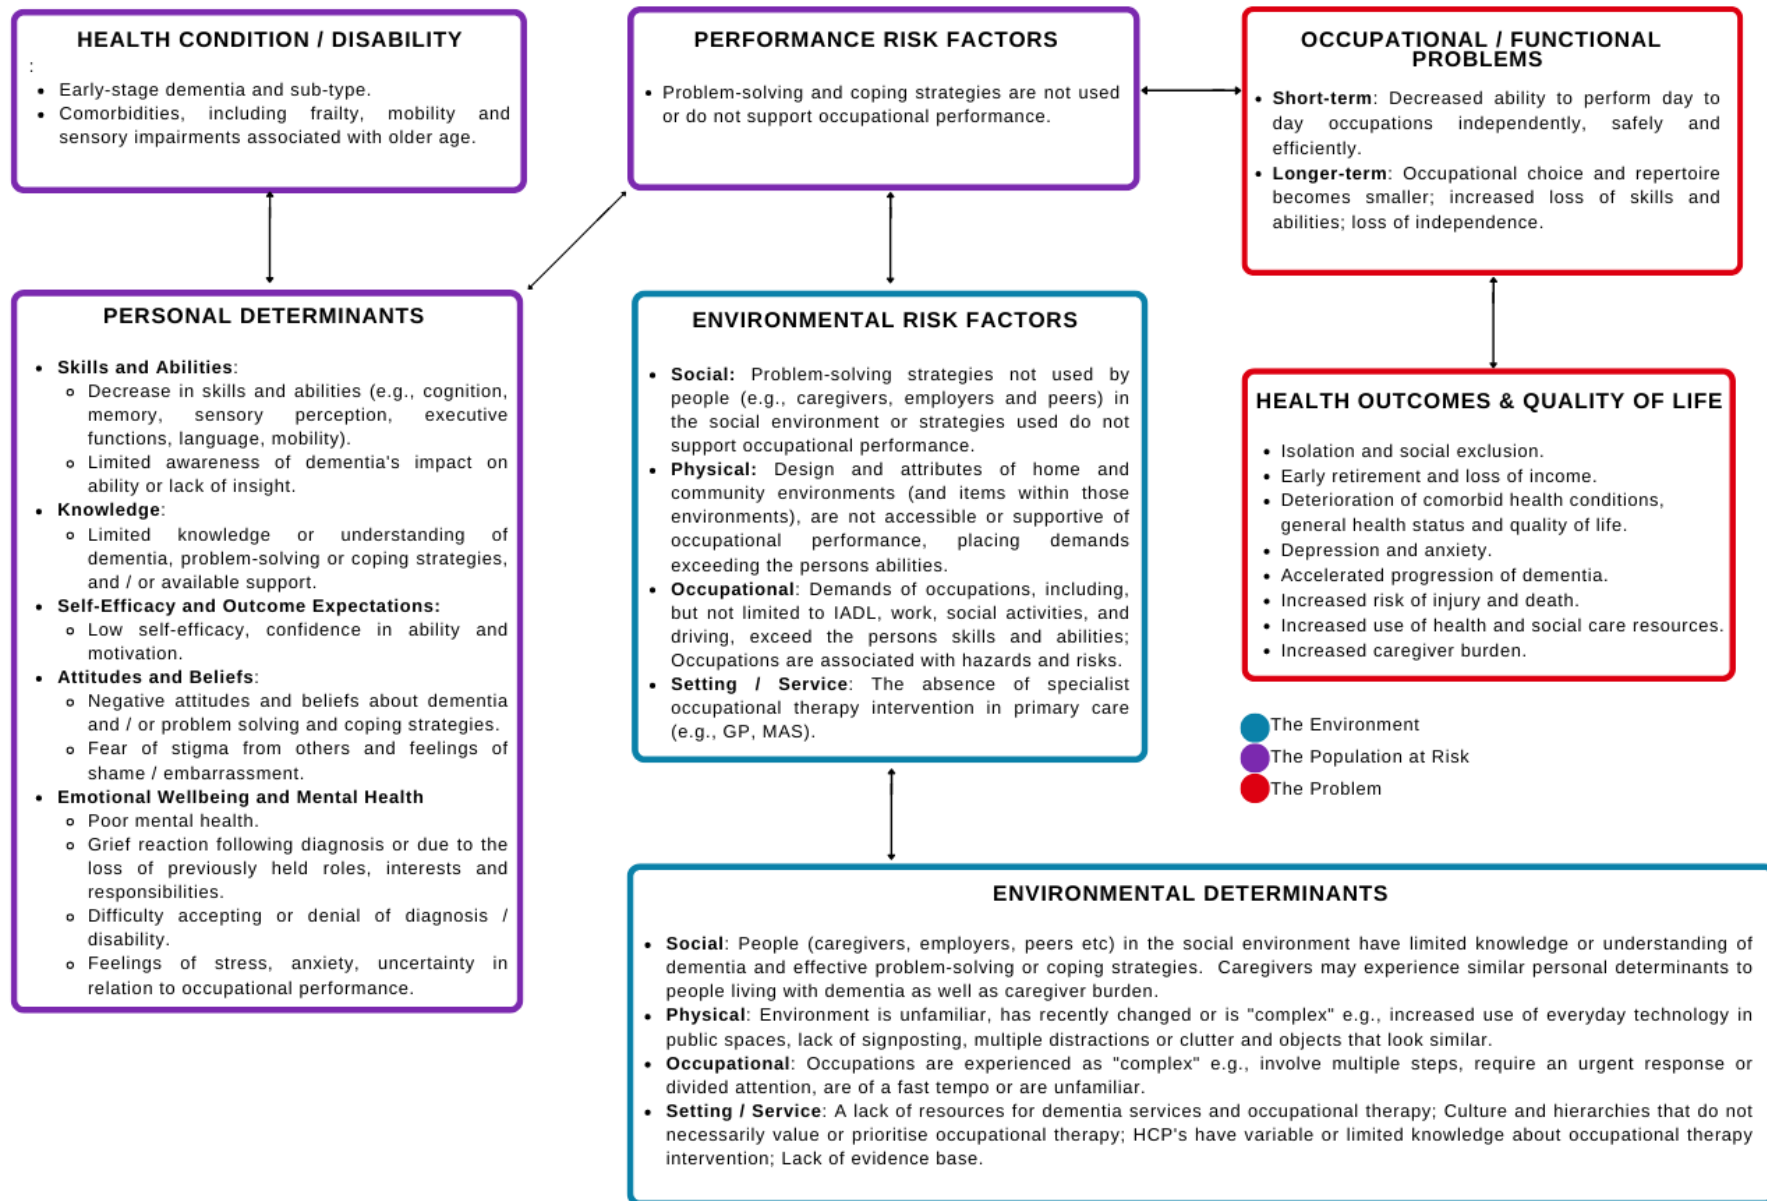 HEALTH CONDITION / DISABILITY
:
• Early-stage dementia and sub-type.
• Comorbidities, including frailty, mobility and
sensory impairments associated with older age.
PERFORMANCE RISK FACTORS
• Problem-solving and coping strategies are not used
or do not support occupational performance.
OCCUPATIONAL / FUNCTIONAL
PROBLEMS
• Short-term: Decreased ability to perform day to
day occupations independently, safely and
efficiently.
• Longer-term: Occupational choice and repertoire
becomes smaller; increased loss of skills and
abilities; loss of independence.
PERSONAL DETERMINANTS
• Skills and Abilities:
Decrease in skills and abilities (e.g., cognition,
memory, sensory perception, executive
functions, language, mobility).
Limited awareness of dementia's impact on
ability or lack of insight.
• Knowledge:
Limited knowledge or understanding of
dementia, problem-solving or coping strategies,
and / or available support.
• Self-Efficacy and Outcome Expectations:
Low self-efficacy, confidence in ability and
motivation.
• Attitudes and Beliefs:
Negative attitudes and beliefs about dementia
and / or problem solving and coping strategies.
Fear of stigma from others and feelings of
shame / embarrassment.
• Emotional Wellbeing and Mental Health
Poor mental health.
Grief reaction following diagnosis or due to the
loss of previously held roles, interests and
responsibilities.
Difficulty accepting or denial of diagnosis /
disability.
Feelings of stress, anxiety, uncertainty in
relation to occupational performance.
ENVIRONMENTAL RISK FACTORS
• Social: Problem-solving strategies not used by
people (e.g., caregivers, employers and peers) in
the social environment or strategies used do not
support occupational performance.
• Physical: Design and attributes of home and
community environments (and items within those
environments), are not accessible or supportive of
occupational performance, placing demands
exceeding the persons abilities.
• Occupational: Demands of occupations, including,
but not limited to IADL, work, social activities, and
driving, exceed the persons skills and abilities;
Occupations are associated with hazards and risks.
• Setting / Service: The absence of specialist
occupational therapy intervention in primary care
(e.g., GP, MAS).
HEALTH OUTCOMES & QUALITY OF LIFE
• Isolation and social exclusion.
• Early retirement and loss of income.
• Deterioration of comorbid health conditions,
general health status and quality of life.
• Depression and anxiety.
• Accelerated progression of dementia.
• Increased risk of injury and death.
• Increased use of health and social care resources.
• Increased caregiver burden.
The Environment
The Population at Risk
The Problem
ENVIRONMENTAL DETERMINANTS
• Social: People (caregivers, employers, peers etc) in the social environment have limited knowledge or understanding of
dementia and effective problem-solving or coping strategies. Caregivers may experience similar personal determinants to
people living with dementia as well as caregiver burden.
• Physical: Environment is unfamiliar, has recently changed or is "complex" e.g., increased use of everyday technology in
public spaces, lack of signposting, multiple distractions or clutter and objects that look similar.
• Occupational: Occupations are experienced as "complex" e.g., involve multiple steps, require an urgent response or
divided attention, are of a fast tempo or are unfamiliar.
• Setting / Service: A lack of resources for dementia services and occupational therapy; Culture and hierarchies that do not
necessarily value or prioritise occupational therapy; HCP's have variable or limited knowledge about occupational therapy
intervention; Lack of evidence base.